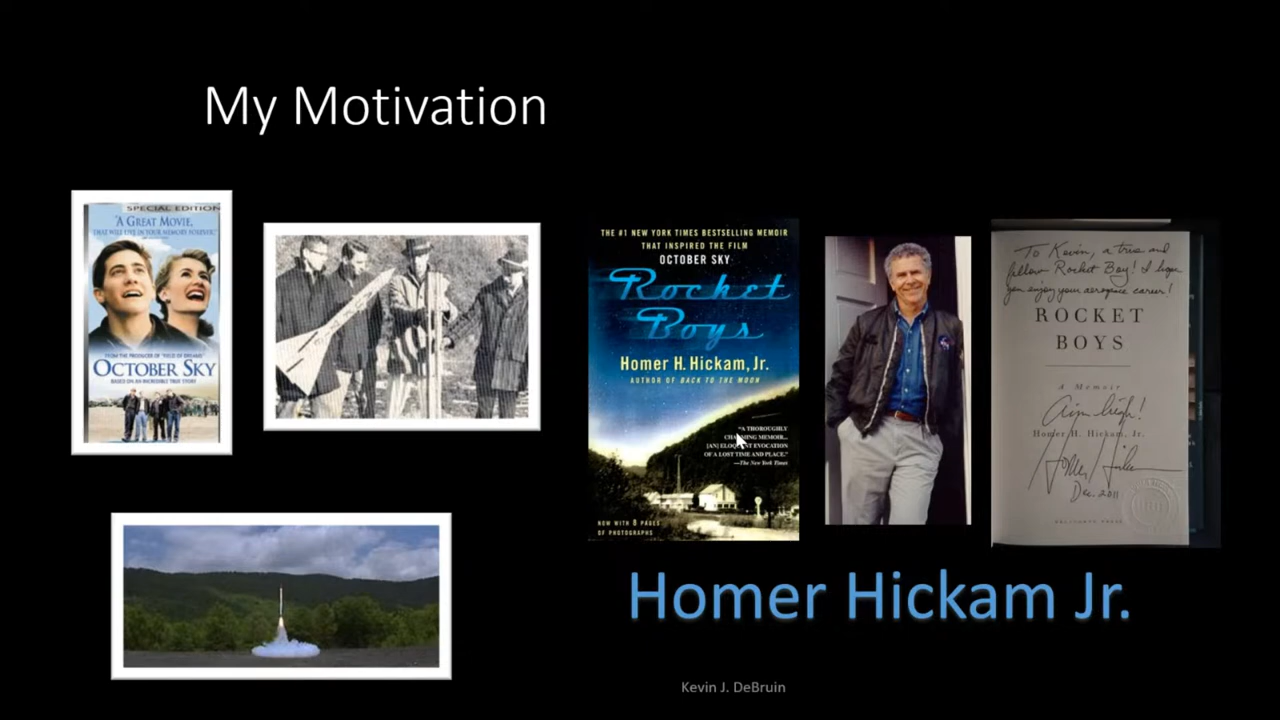 My Motivation
SPECIAL EDITION
"A GREAT MOVIE,
THAT WILL LIVE IN YOUR MEMORY FOREVER."
FROM THE PRODUCER OF "FIELD OF DREAMS"
OCTOBER SKY
BASED ON AN INCREDIBLE TRUE STORY
THE #1 NEW YORK TIMES BESTSELLING MEMOIR
THAT INSPIRED THE FILM
OCTOBER SKY
Rocket
Boys
Homer H. Hickam, Jr.
AUTHOR OF BACK TO THE MOON
"A THOROUGHLY
CHARMING MEMOIR...
[AN] ELOQUENT EVOCATION
OF A LOST TIME AND PLACE."
—The New York Times
NOW WITH 8 PAGES
OF PHOTOGRAPHS
To Kevin, a true and
fellow Rocket Boy! I hope
you enjoy your aerospace career!
ROCKET
BOYS
A Memoir
Aim high!
Homer H. Hickam, Jr.
Homer Hickam
Dec. 2011
DELACORTE PRESS
Homer Hickam Jr.
Kevin J. DeBruin